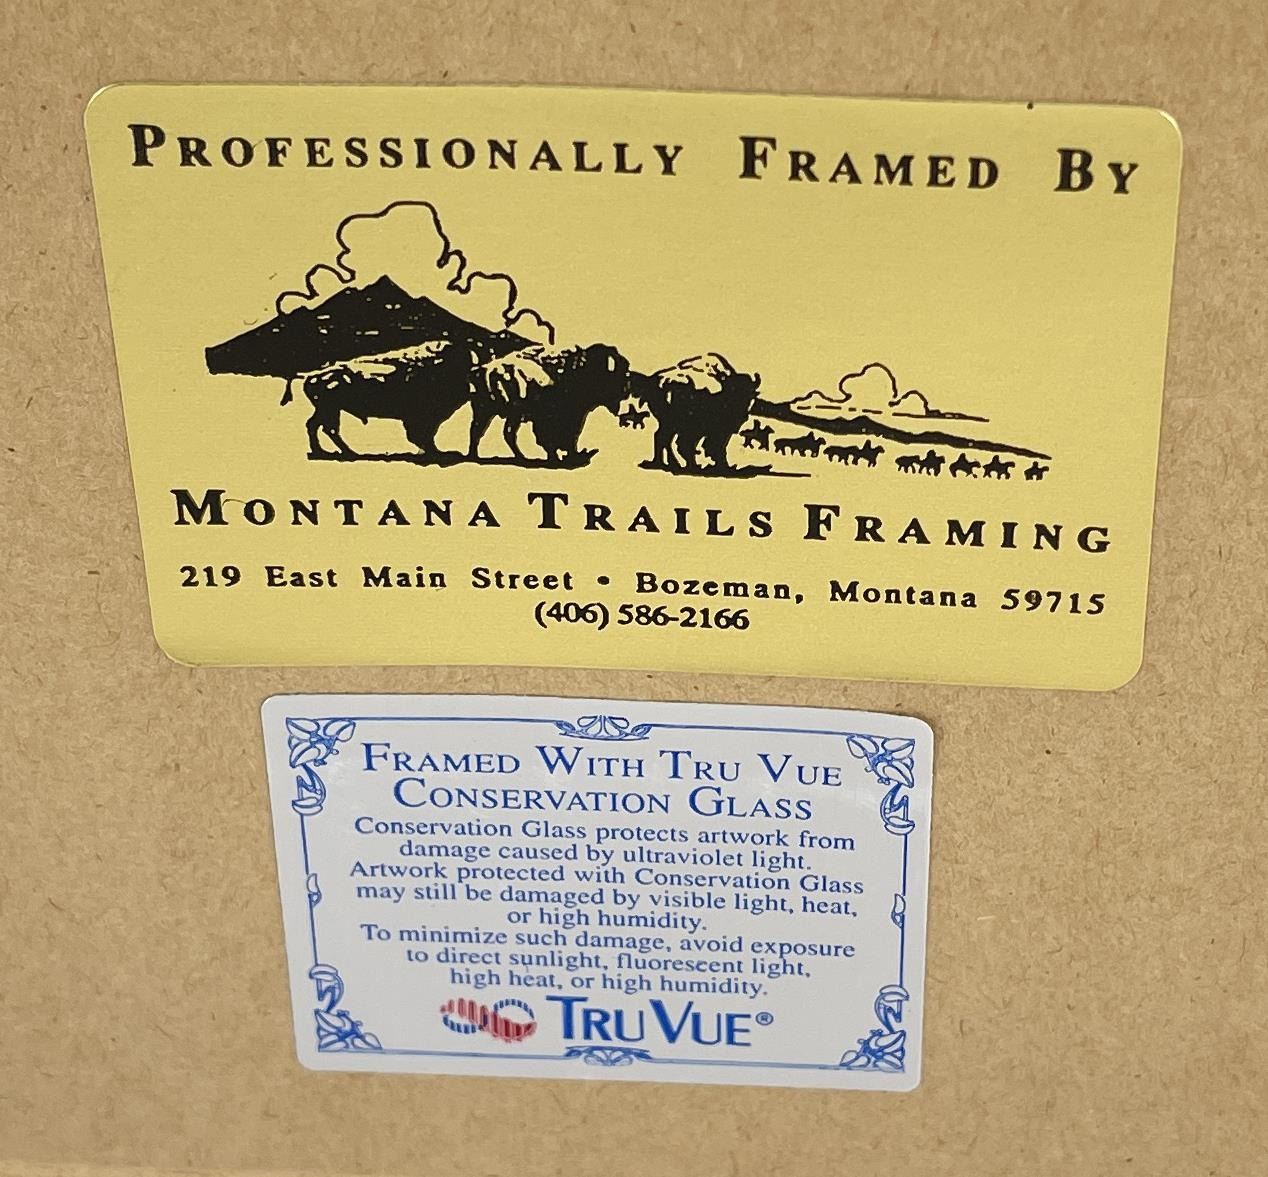 PROFESSIONALLY FRAMED BY
MONTANA TRAILS FRAMING
219 East Main Street • Bozeman, Montana 59715
(406) 586-2166
FRAMED WITH TRU VUE
CONSERVATION GLASS
Conservation Glass protects artwork from
damage caused by ultraviolet light.
Artwork protected with Conservation Glass
may still be damaged by visible light, heat,
or high humidity.
To minimize such damage, avoid exposure
to direct sunlight, fluorescent light,
high heat, or high humidity.
TRU VUE®